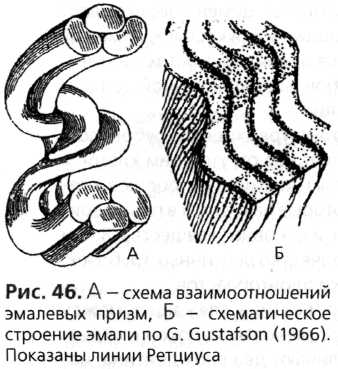 А
Б
Рис. 46. А – схема взаимоотношений
эмалевых призм, Б – схематическое
строение эмали по G. Gustafson (1966).
Показаны линии Ретциуса